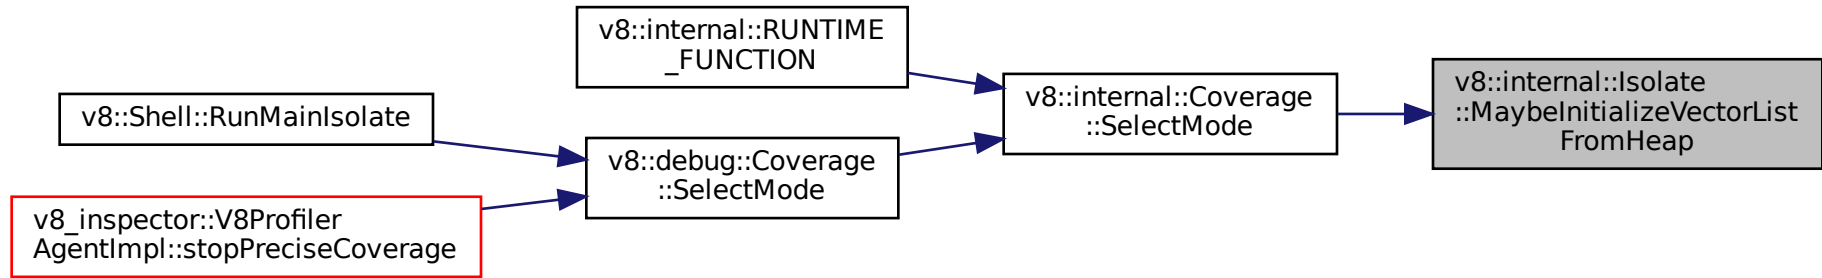 v8::internal::RUNTIME
_FUNCTION
v8::internal::Isolate
::MaybeInitializeVectorList
FromHeap
v8::internal::Coverage
::SelectMode
v8::Shell::RunMainIsolate
v8::debug::Coverage
::SelectMode
v8_inspector::V8Profiler
AgentImpl::stopPreciseCoverage